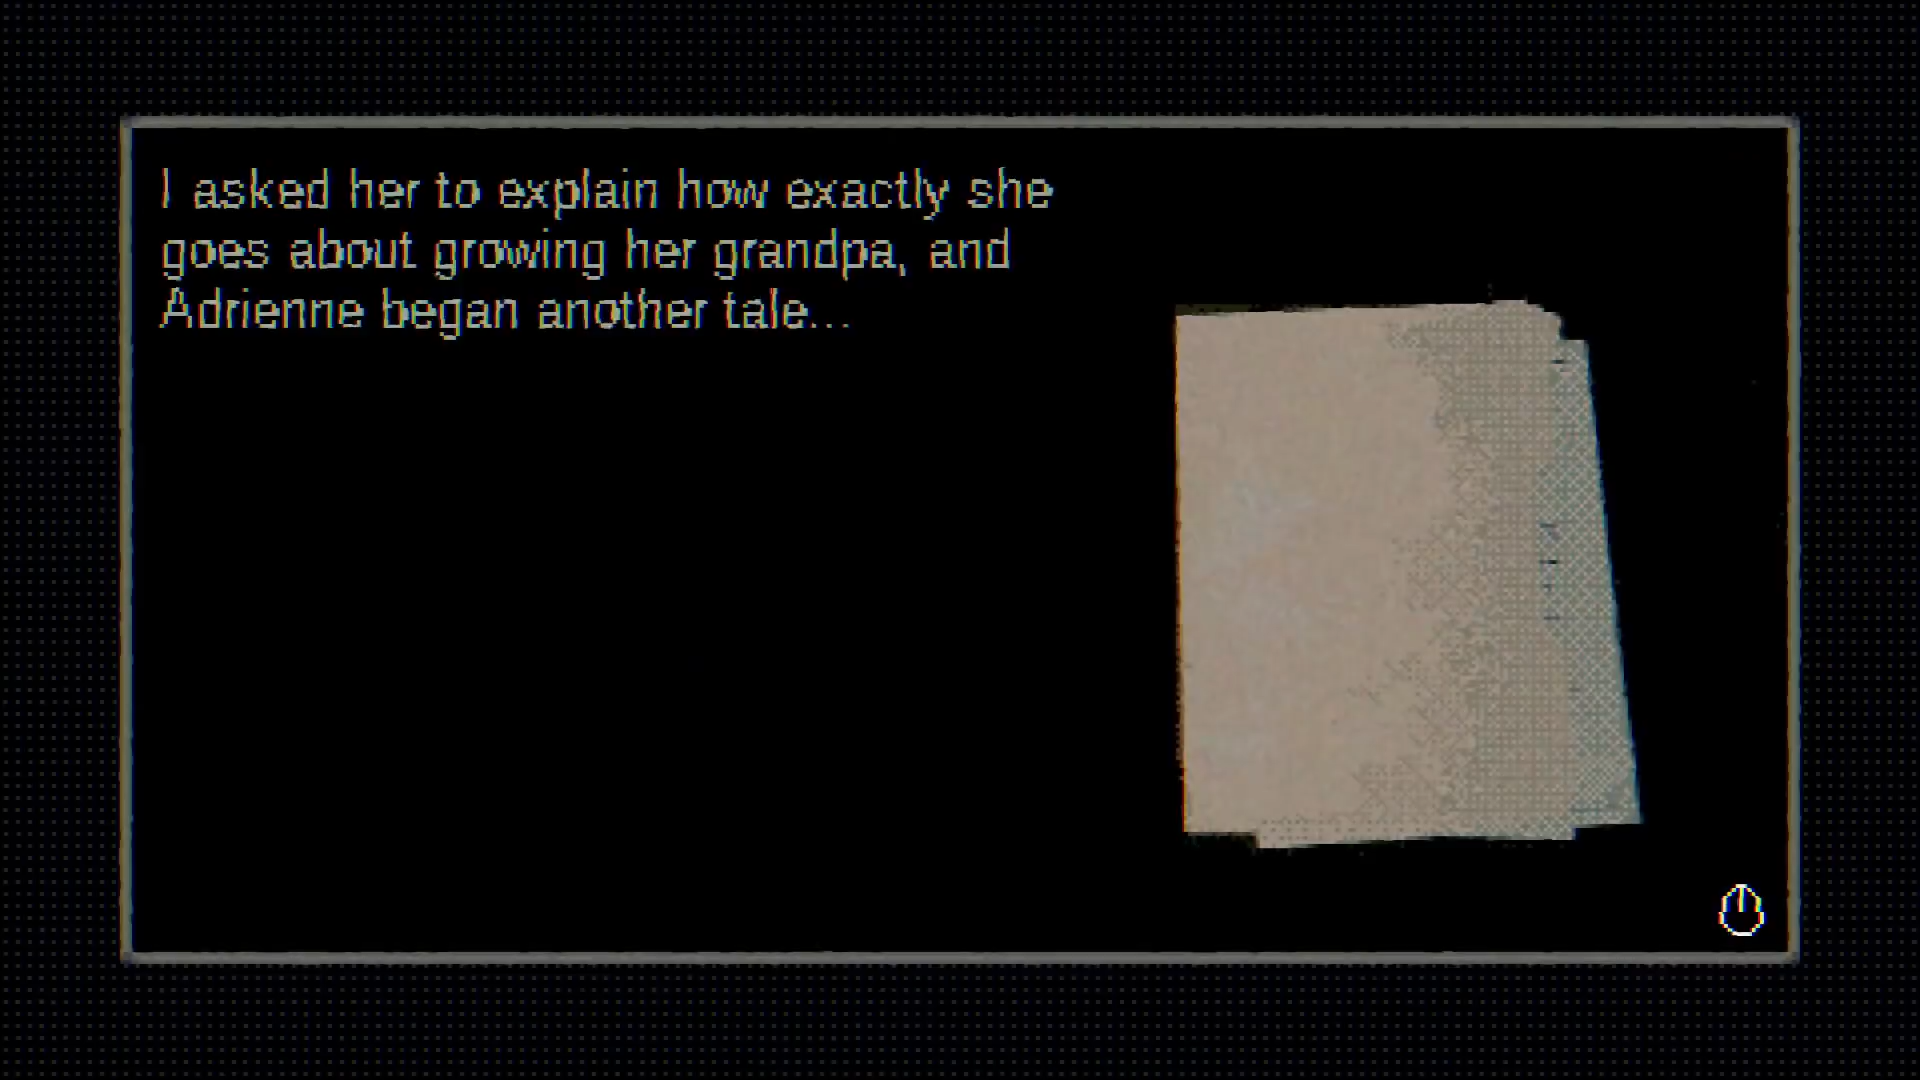 I asked her to explain how exactly she
goes about growing her grandpa, and
Adrienne began another tale...